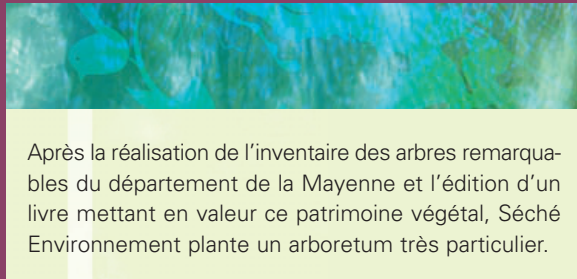 Après la réalisation de l’inventaire des arbres remarqua-
bles du département de la Mayenne et l’édition d’un
livre mettant en valeur ce patrimoine végétal, Séché
Environnement plante un arboretum très particulier.